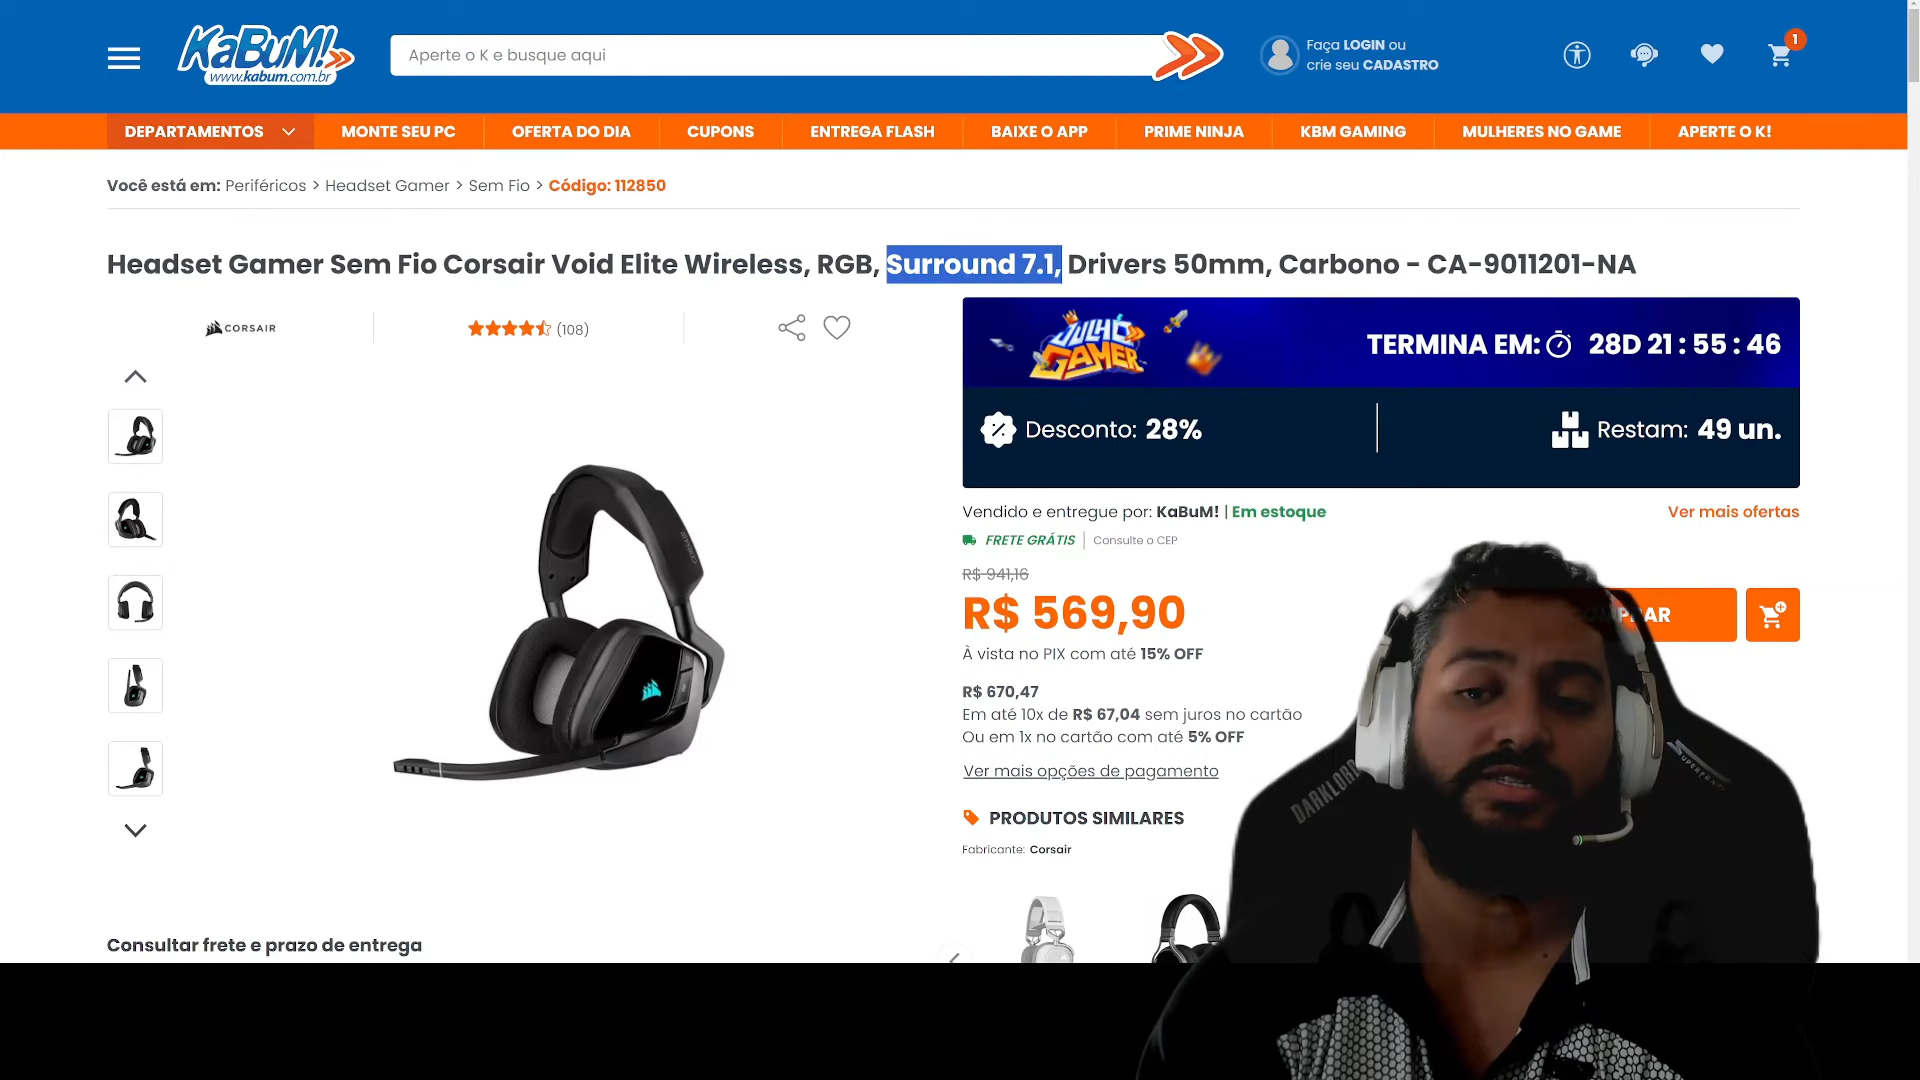 KaBuM!
www.kabum.com.br
Aperte o K e busque aqui
Faça LOGIN ou
crie seu CADASTRO
1
DEPARTAMENTOS
MONTE SEU PC
OFERTA DO DIA
CUPONS
ENTREGA FLASH
BAIXE O APP
PRIME NINJA
KBM GAMING
MULHERES NO GAME
APERTE O K!
Você está em: Periféricos > Headset Gamer > Sem Fio > Código: 112850
Headset Gamer Sem Fio Corsair Void Elite Wireless, RGB, Surround 7.1, Drivers 50mm, Carbono - CA-9011201-NA
CORSAIR
(108)
JULHO GAMER
TERMINA EM: 28D 21 : 55 : 46
Desconto: 28%
Restam: 49 un.
Vendido e entregue por: KaBuM! | Em estoque
Ver mais ofertas
FRETE GRÁTIS | Consulte o CEP
R$ 941,16
R$ 569,90
À vista no PIX com até 15% OFF
R$ 670,47
Em até 10x de R$ 67,04 sem juros no cartão
Ou em 1x no cartão com até 5% OFF
Ver mais opções de pagamento
PRODUTOS SIMILARES
Fabricante: Corsair
DARKLORD
Consultar frete e prazo de entrega